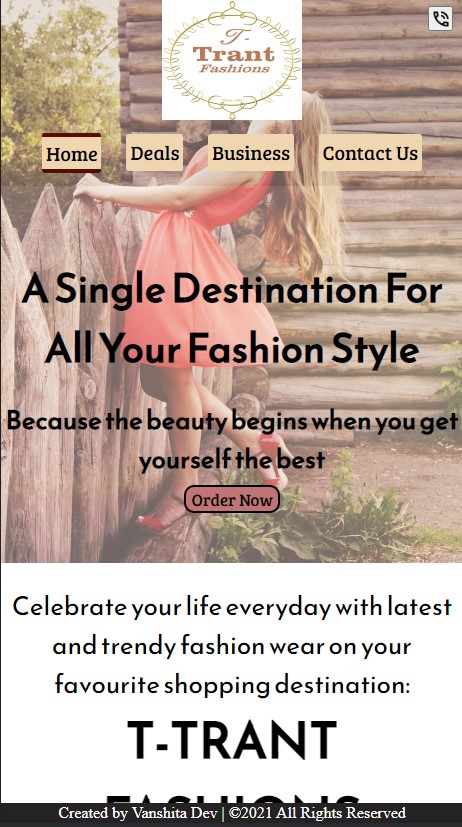 T-
Trant
Fashions
Home Deals Business Contact Us
A Single Destination For
All Your Fashion Style
Because the beauty begins when you get
yourself the best
Order Now
Celebrate your life everyday with latest
and trendy fashion wear on your
favourite shopping destination:
T-TRANT
FASHIONS
Created by Vanshita Dev | ©2021 All Rights Reserved